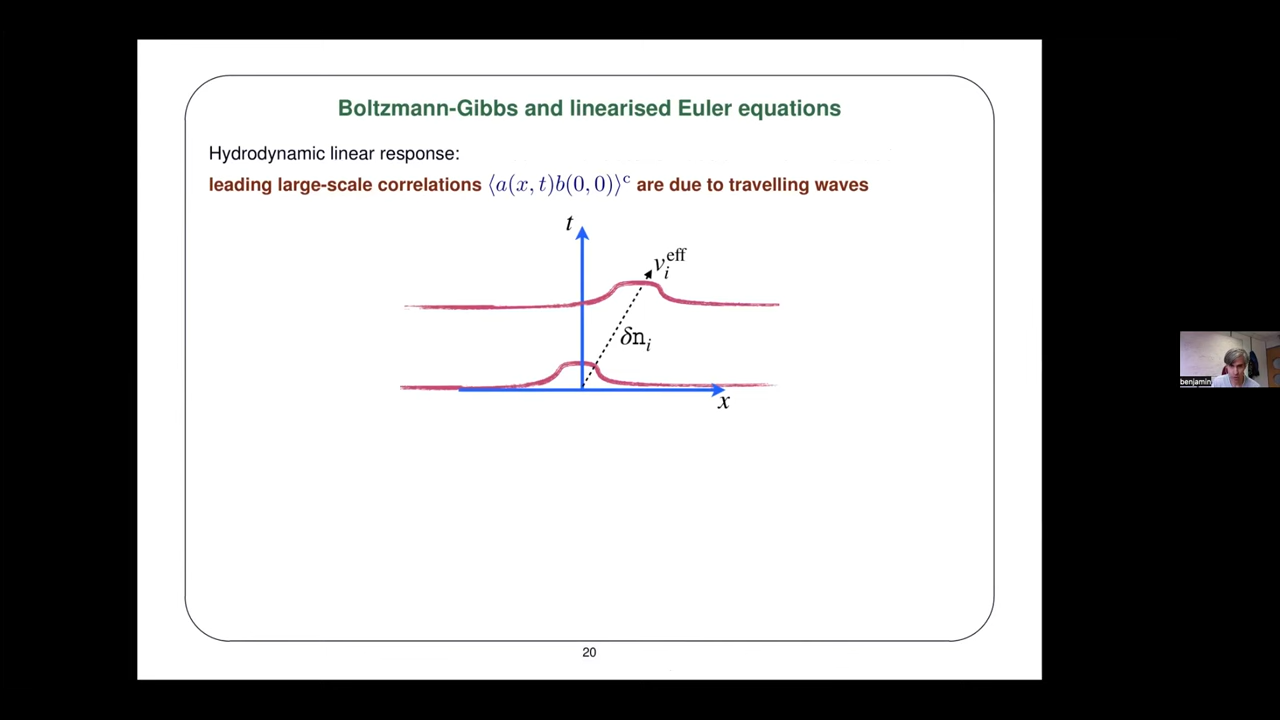 Boltzmann-Gibbs and linearised Euler equations
Hydrodynamic linear response:
leading large-scale correlations ⟨a(x, t)b(0, 0)⟩ᶜ are due to travelling waves
t
v_i^eff
δn_i
x
20
benjamin